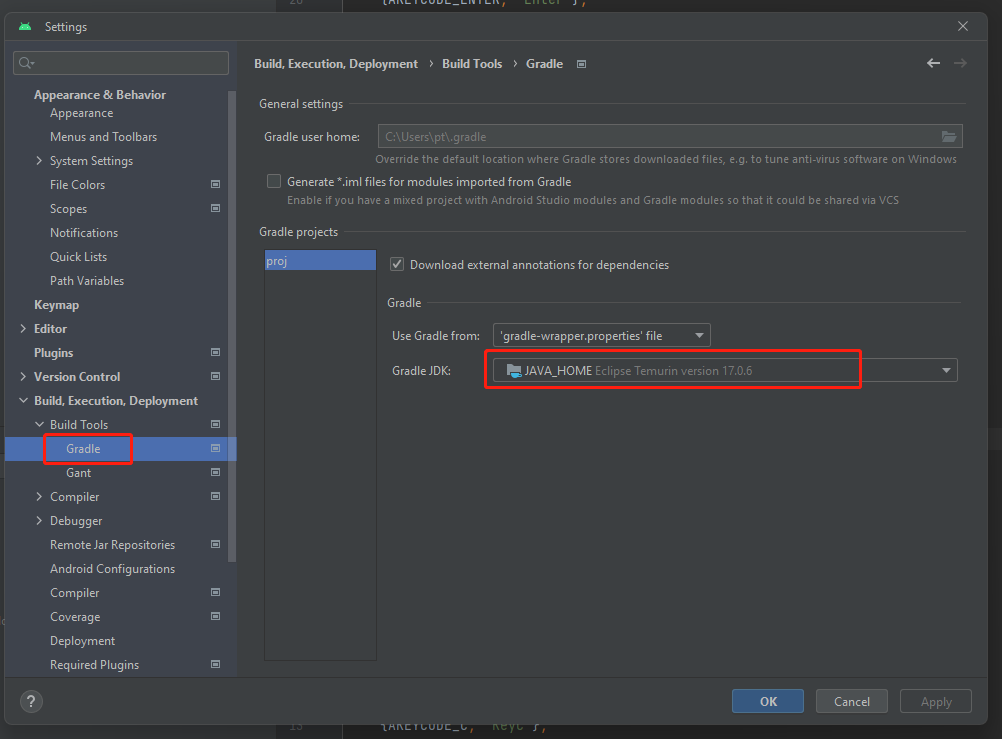 Settings
Appearance & Behavior
Appearance
Menus and Toolbars
System Settings
File Colors
Scopes
Notifications
Quick Lists
Path Variables
Keymap
Editor
Plugins
Version Control
Build, Execution, Deployment
Build Tools
Gradle
Gant
Compiler
Debugger
Remote Jar Repositories
Android Configurations
Compiler
Coverage
Deployment
Required Plugins
Build, Execution, Deployment › Build Tools › Gradle
General settings
Gradle user home: C:\Users\pt\.gradle
Override the default location where Gradle stores downloaded files, e.g. to tune anti-virus software on Windows
Generate *.iml files for modules imported from Gradle
Enable if you have a mixed project with Android Studio modules and Gradle modules so that it could be shared via VCS
Gradle projects
proj
Download external annotations for dependencies
Gradle
Use Gradle from: 'gradle-wrapper.properties' file
Gradle JDK: JAVA_HOME Eclipse Temurin version 17.0.6
? OK Cancel Apply
13